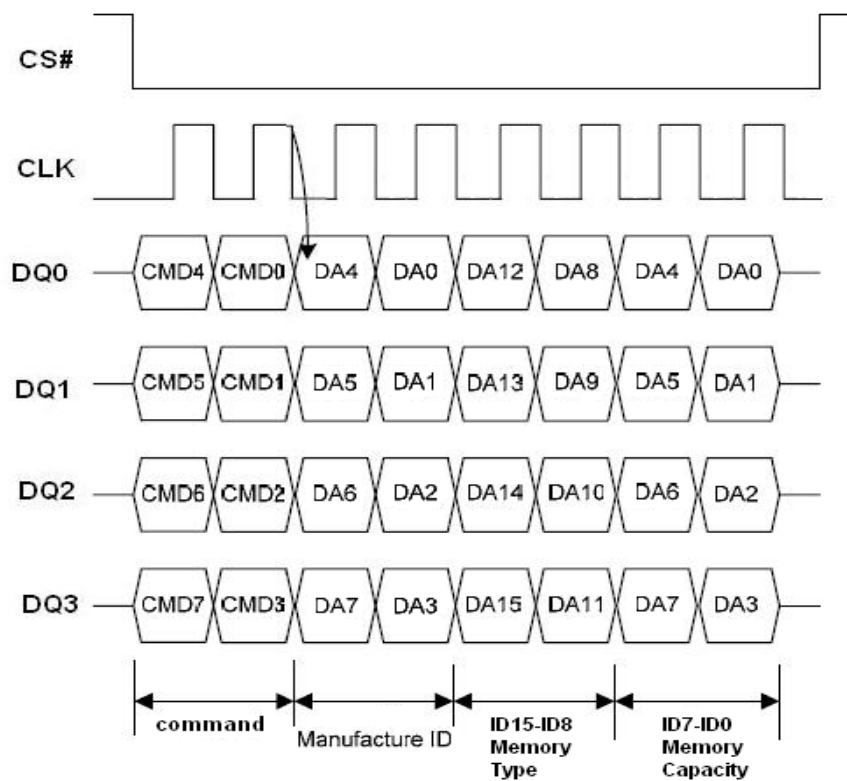 CS#
CLK
DQ0 CMD4 CMD0 DA4 DA0 DA12 DA8 DA4 DA0
DQ1 CMD5 CMD1 DA5 DA1 DA13 DA9 DA5 DA1
DQ2 CMD6 CMD2 DA6 DA2 DA14 DA10 DA6 DA2
DQ3 CMD7 CMD3 DA7 DA3 DA15 DA11 DA7 DA3
command
Manufacture ID
ID15-ID8
Memory
Type
ID7-ID0
Memory
Capacity